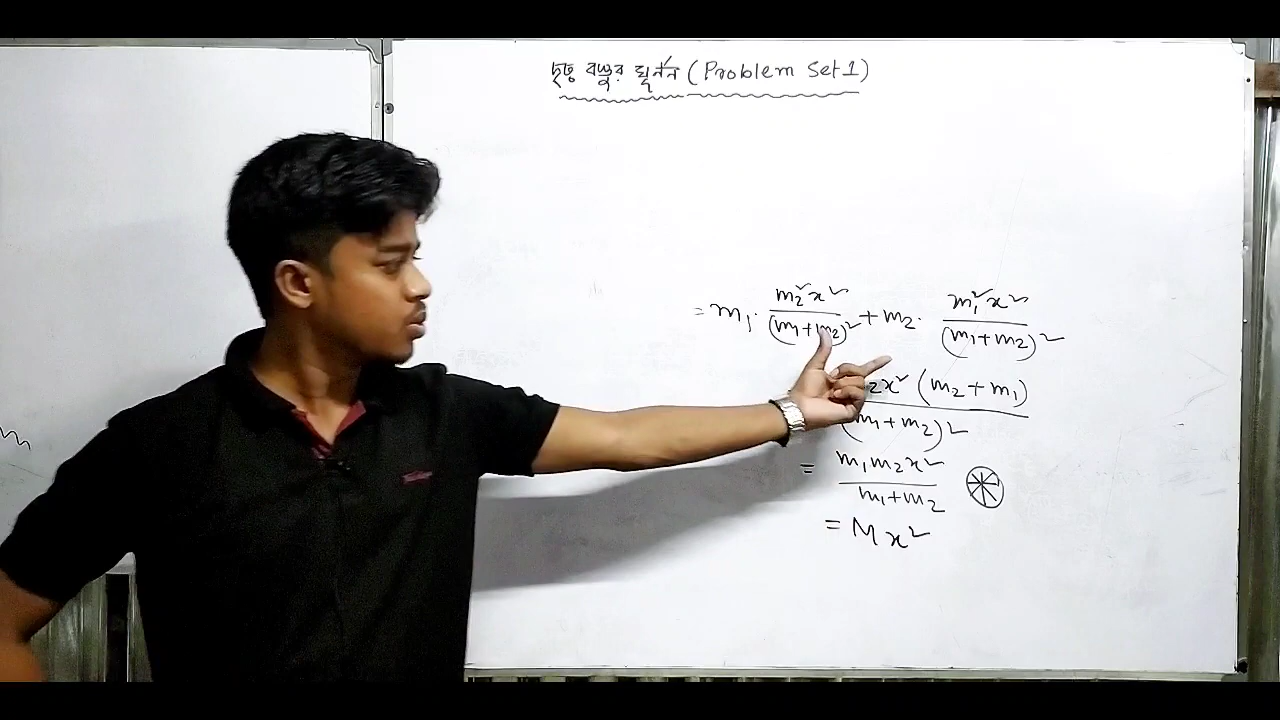 দৃঢ় বস্তুর ঘূর্ণন (Problem Set 1)
= m₁ · m₂²x²/(m₁+m₂)² + m₂ · m₁²x²/(m₁+m₂)²
₂x² (m₂+m₁)/(m₁+m₂)²
= m₁m₂x²/m₁+m₂
= Mx²